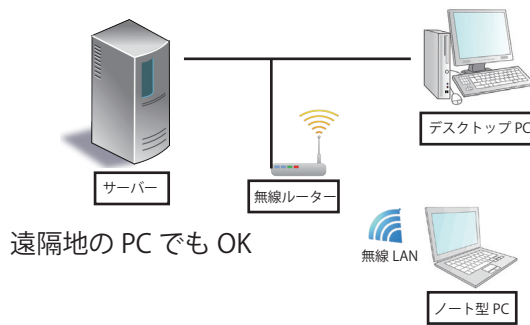 デスクトップ PC
サーバー
無線ルーター
遠隔地の PC でも OK
無線 LAN
ノート型 PC